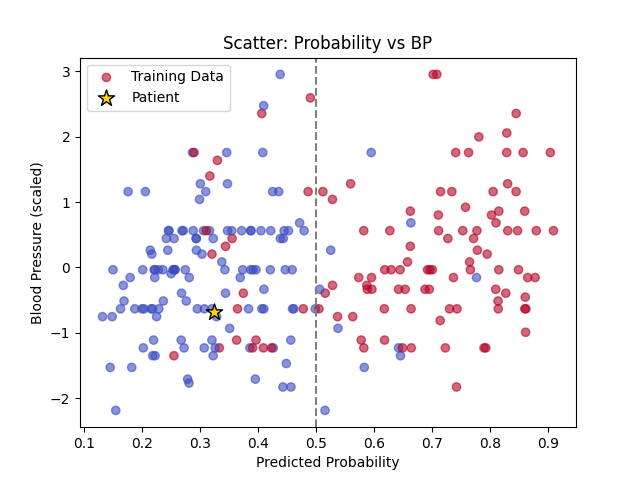 Scatter: Probability vs BP
Training Data
Patient
Blood Pressure (scaled)
3
2
1
0
−1
−2
0.1 0.2 0.3 0.4 0.5 0.6 0.7 0.8 0.9
Predicted Probability